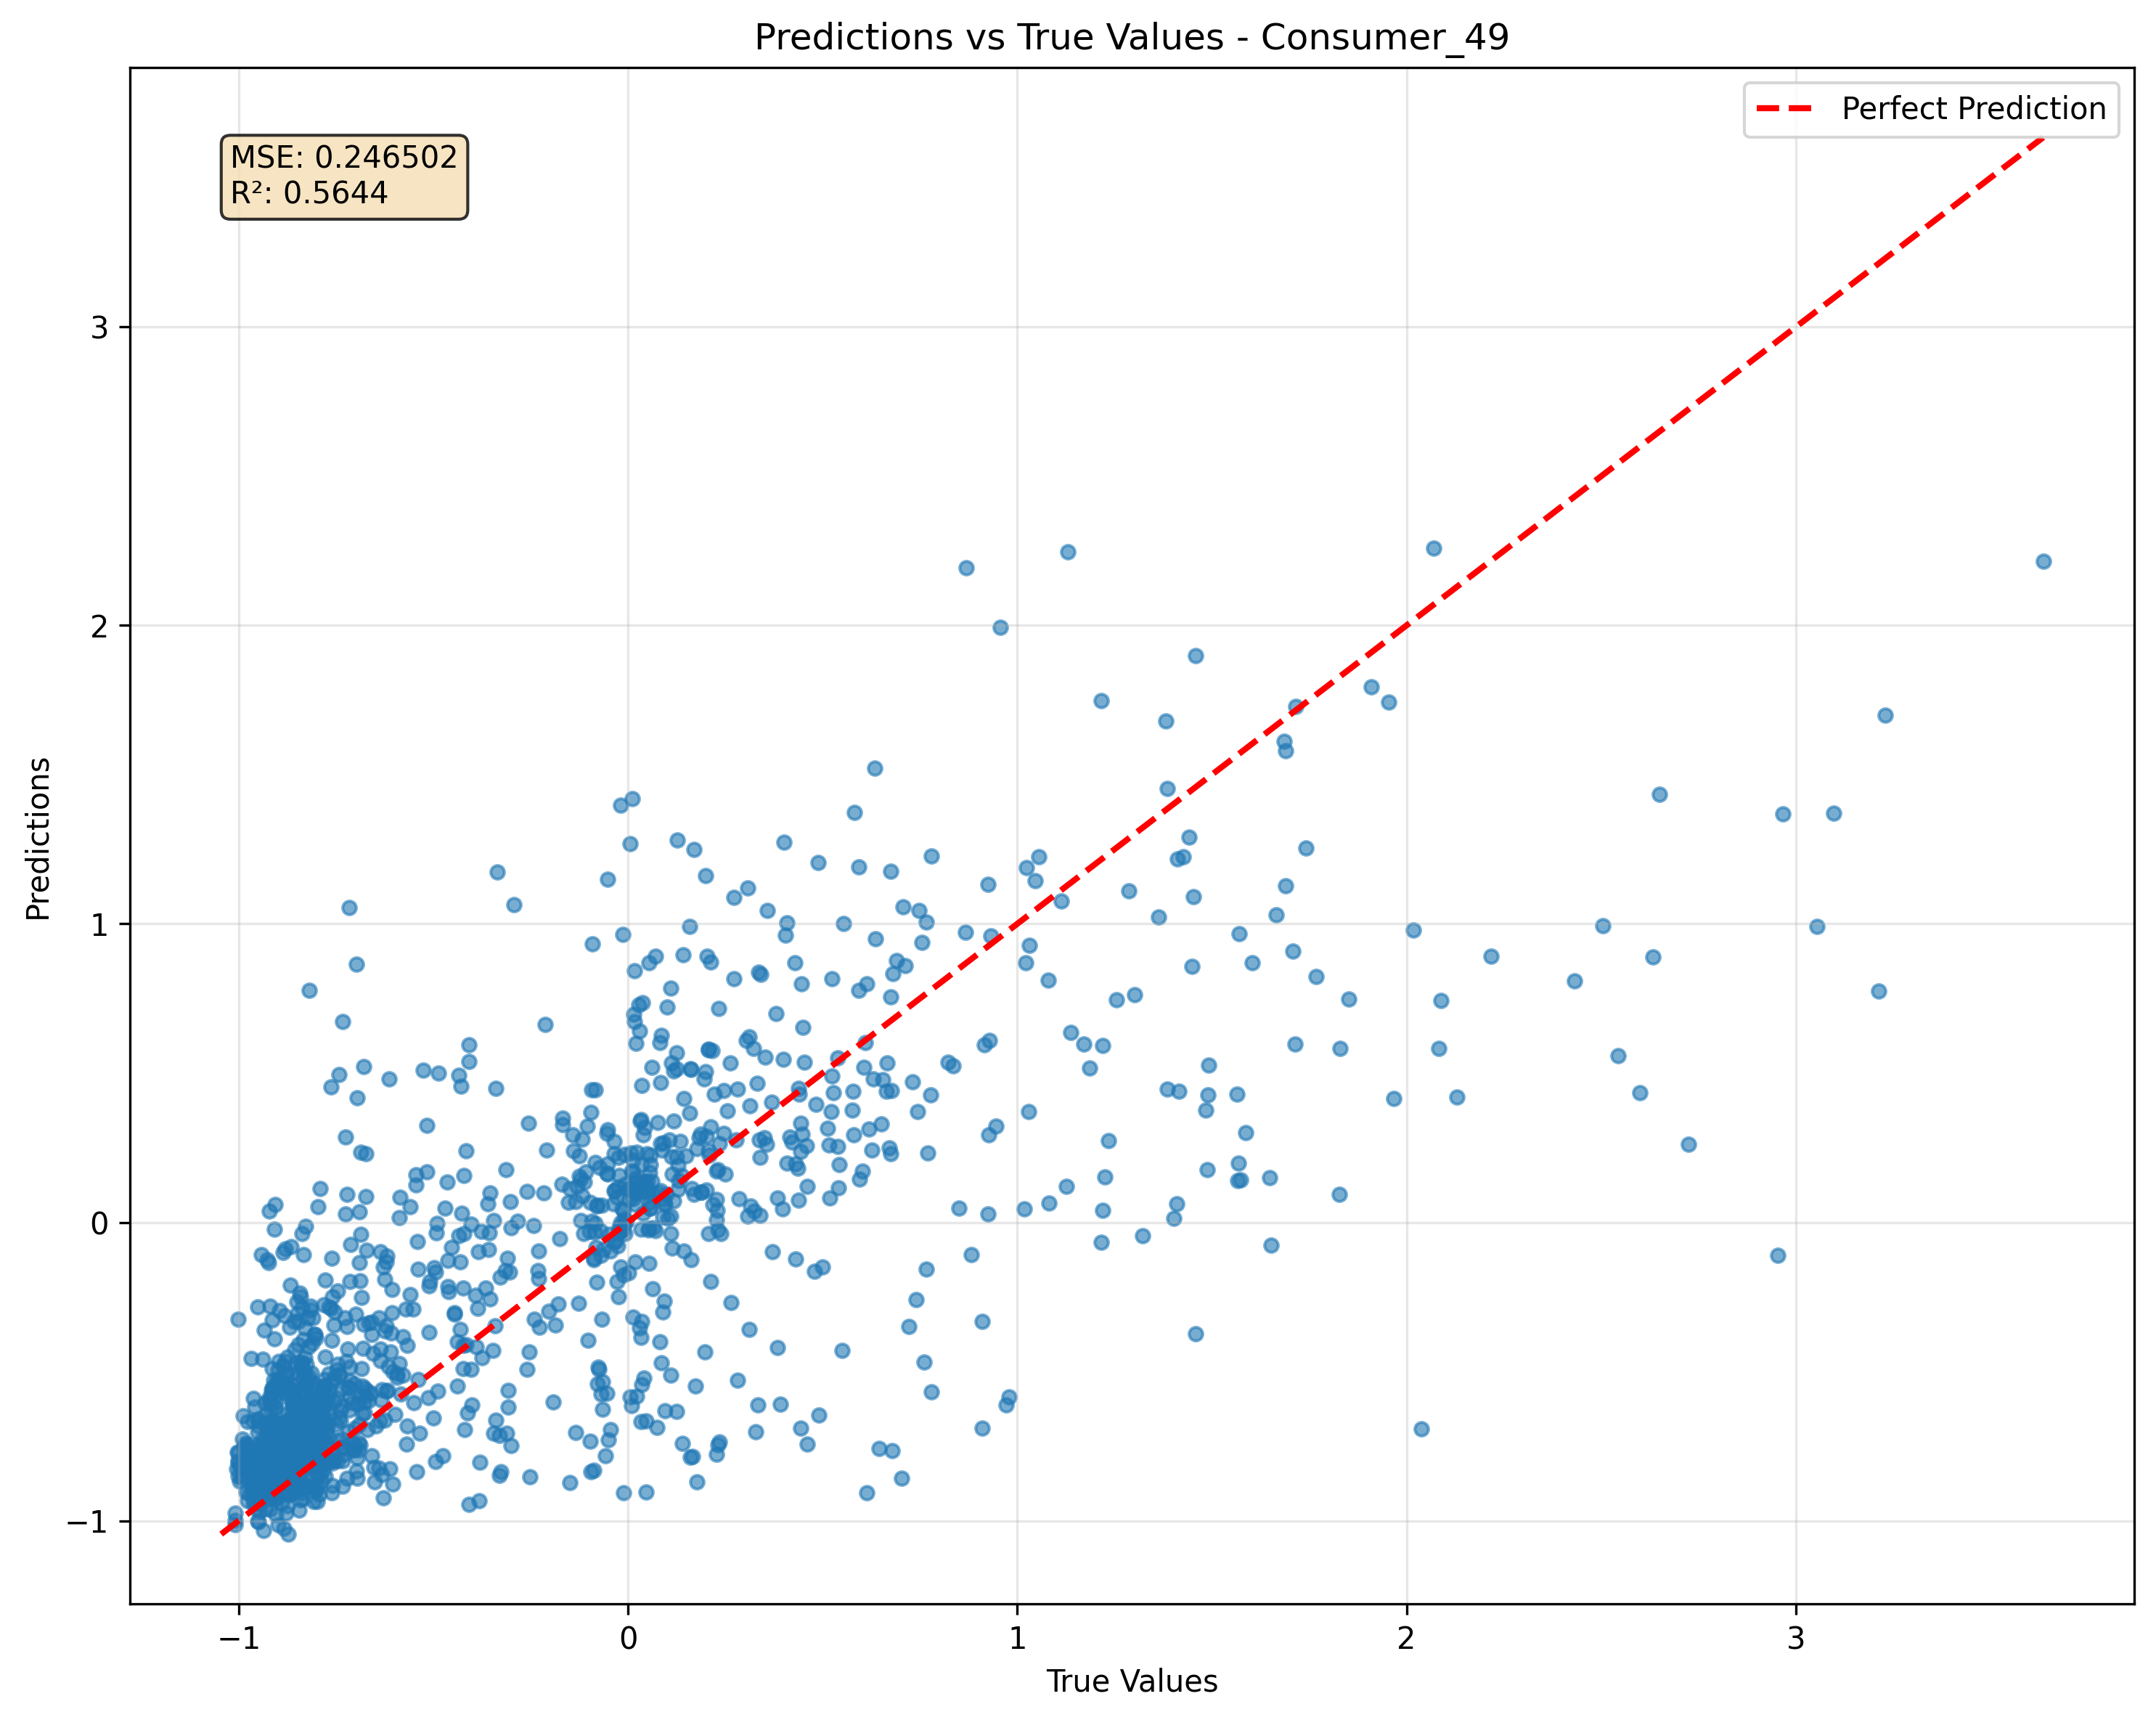 Predictions vs True Values - Consumer_49
Perfect Prediction
MSE: 0.246502
R²: 0.5644
3
2
1
0
−1
Predictions
−1
0
1
2
3
True Values